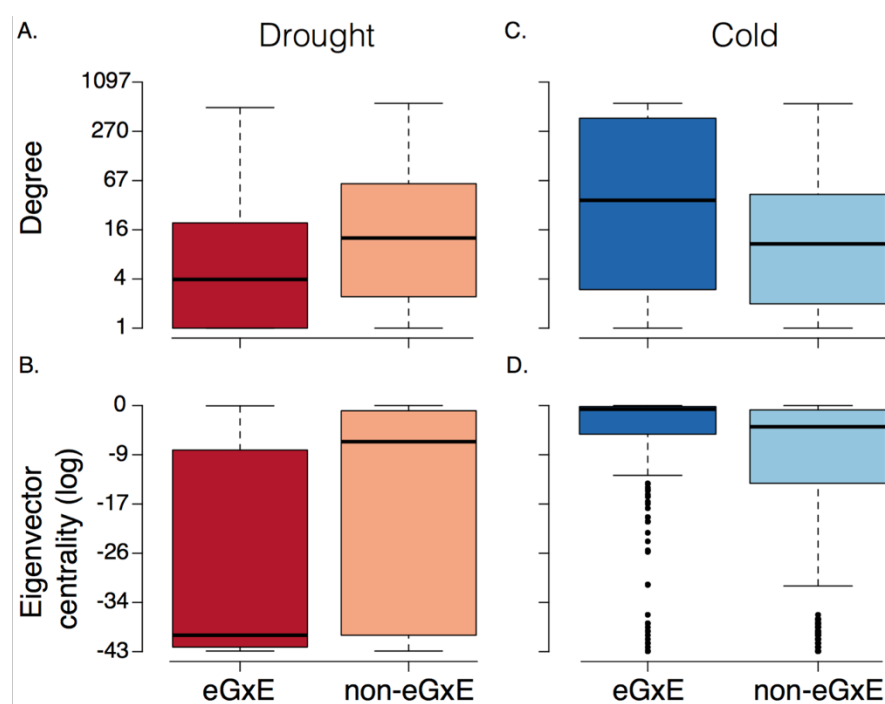 A.
Drought
C.
Cold
1097
270
67
16
4
1
Degree
B.
D.
0
-9
-17
-26
-34
-43
Eigenvector
centrality (log)
eGxE
non-eGxE
eGxE
non-eGxE